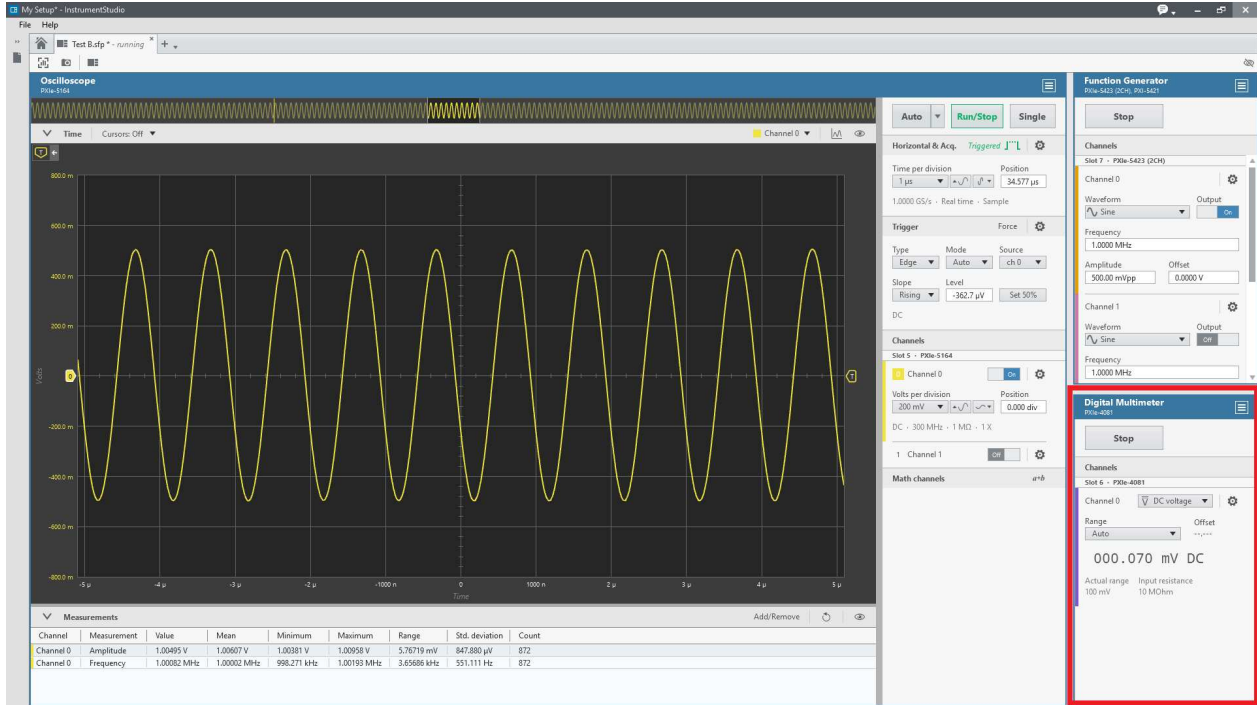 My Setup* - InstrumentStudio
File Help
Test B.sfp * - running
Oscilloscope
PXIe-5164
Time Cursors: Off Channel 0
T
800.0 m
600.0 m
400.0 m
200.0 m
Volts
0
T
-200.0 m
-400.0 m
-600.0 m
-800.0 m
-5 µ -4 µ -3 µ -2 µ -1000 n 0 1000 n 2 µ 3 µ 4 µ 5 µ
Time
Measurements Add/Remove
Channel Measurement Value Mean Minimum Maximum Range Std. deviation Count
Channel 0 Amplitude 1.00495 V 1.00607 V 1.00381 V 1.00958 V 5.76719 mV 847.880 µV 872
Channel 0 Frequency 1.00082 MHz 1.00002 MHz 998.271 kHz 1.00193 MHz 3.65686 kHz 551.111 Hz 872
Auto Run/Stop Single
Horizontal & Acq. Triggered
Time per division Position
1 µs 34.577 µs
1.0000 GS/s · Real time · Sample
Trigger Force
Type Mode Source
Edge Auto ch 0
Slope Level
Rising -362.7 µV Set 50%
DC
Channels
Slot 5 - PXIe-5164
0 Channel 0 On
Volts per division Position
200 mV 0.000 div
DC · 300 MHz · 1 MΩ · 1 X
1 Channel 1 Off
Math channels a+b
Function Generator
PXIe-5423 (2CH), PXI-5421
Stop
Channels
Slot 7 - PXIe-5423 (2CH)
Channel 0
Waveform Output
Sine On
Frequency
1.0000 MHz
Amplitude Offset
500.00 mVpp 0.0000 V
Channel 1
Waveform Output
Sine Off
Frequency
1.0000 MHz
Digital Multimeter
PXIe-4081
Stop
Channels
Slot 6 - PXIe-4081
Channel 0 DC voltage
Range Offset
Auto --.---
000.070 mV DC
Actual range Input resistance
100 mV 10 MOhm